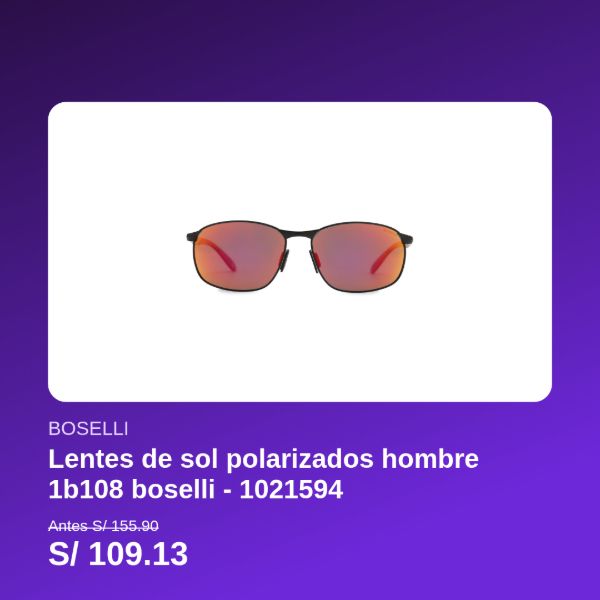 BOSELLI
Lentes de sol polarizados hombre
1b108 boselli - 1021594
Antes S/ 155.90
S/ 109.13